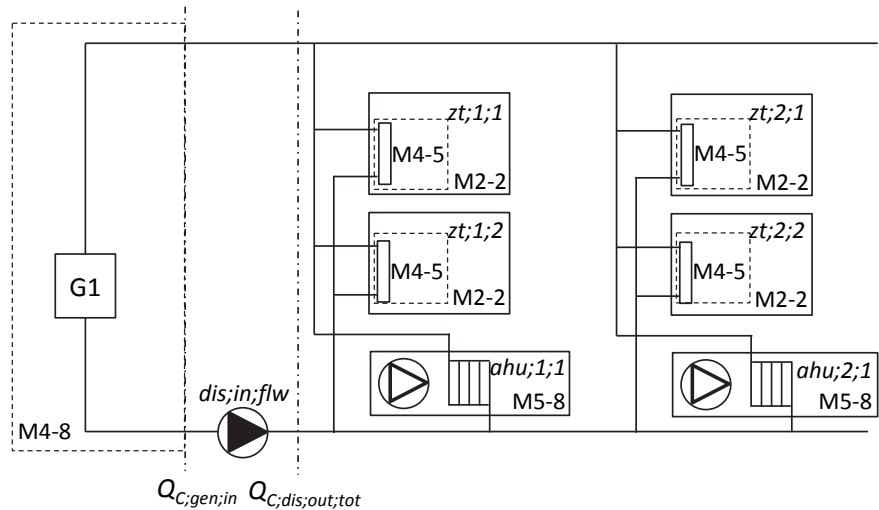 zt;1;1
M4-5
M2-2
zt;2;1
M4-5
M2-2
zt;1;2
M4-5
M2-2
zt;2;2
M4-5
M2-2
G1
ahu;1;1
M5-8
ahu;2;1
M5-8
dis;in;flw
M4-8
Q_C;gen;in
Q_C;dis;out;tot